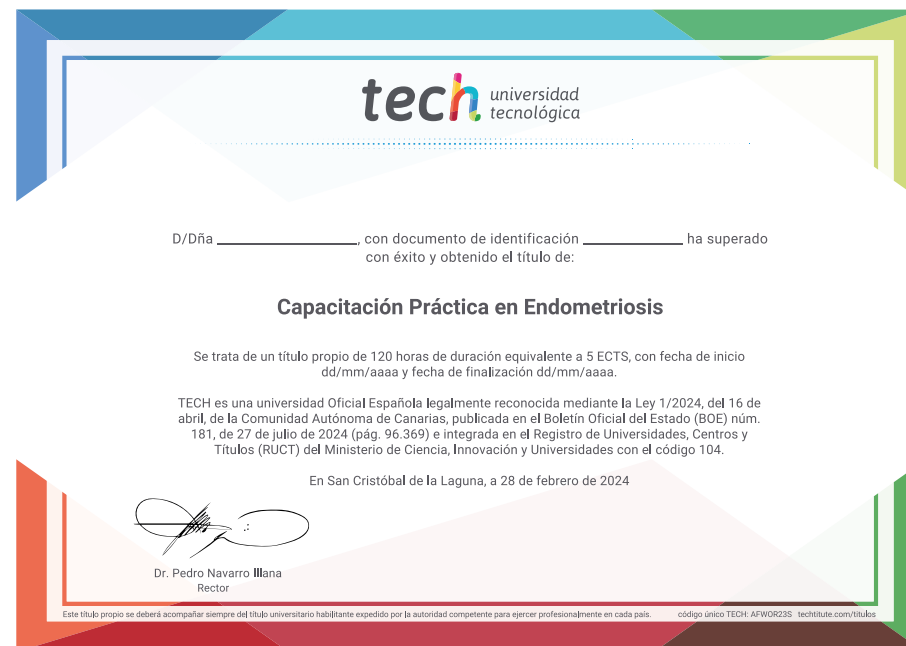 tech universidad
tecnológica
D/Dña ____________________, con documento de identificación ______________ ha superado
con éxito y obtenido el título de:
Capacitación Práctica en Endometriosis
Se trata de un título propio de 120 horas de duración equivalente a 5 ECTS, con fecha de inicio
dd/mm/aaaa y fecha de finalización dd/mm/aaaa.
TECH es una universidad Oficial Española legalmente reconocida mediante la Ley 1/2024, del 16 de
abril, de la Comunidad Autónoma de Canarias, publicada en el Boletín Oficial del Estado (BOE) núm.
181, de 27 de julio de 2024 (pág. 96.369) e integrada en el Registro de Universidades, Centros y
Títulos (RUCT) del Ministerio de Ciencia, Innovación y Universidades con el código 104.
En San Cristóbal de la Laguna, a 28 de febrero de 2024
Dr. Pedro Navarro Illana
Rector
Este título propio se deberá acompañar siempre del título universitario habilitante expedido por la autoridad competente para ejercer profesionalmente en cada país. código único TECH: AFWOR23S techtitute.com/titulos